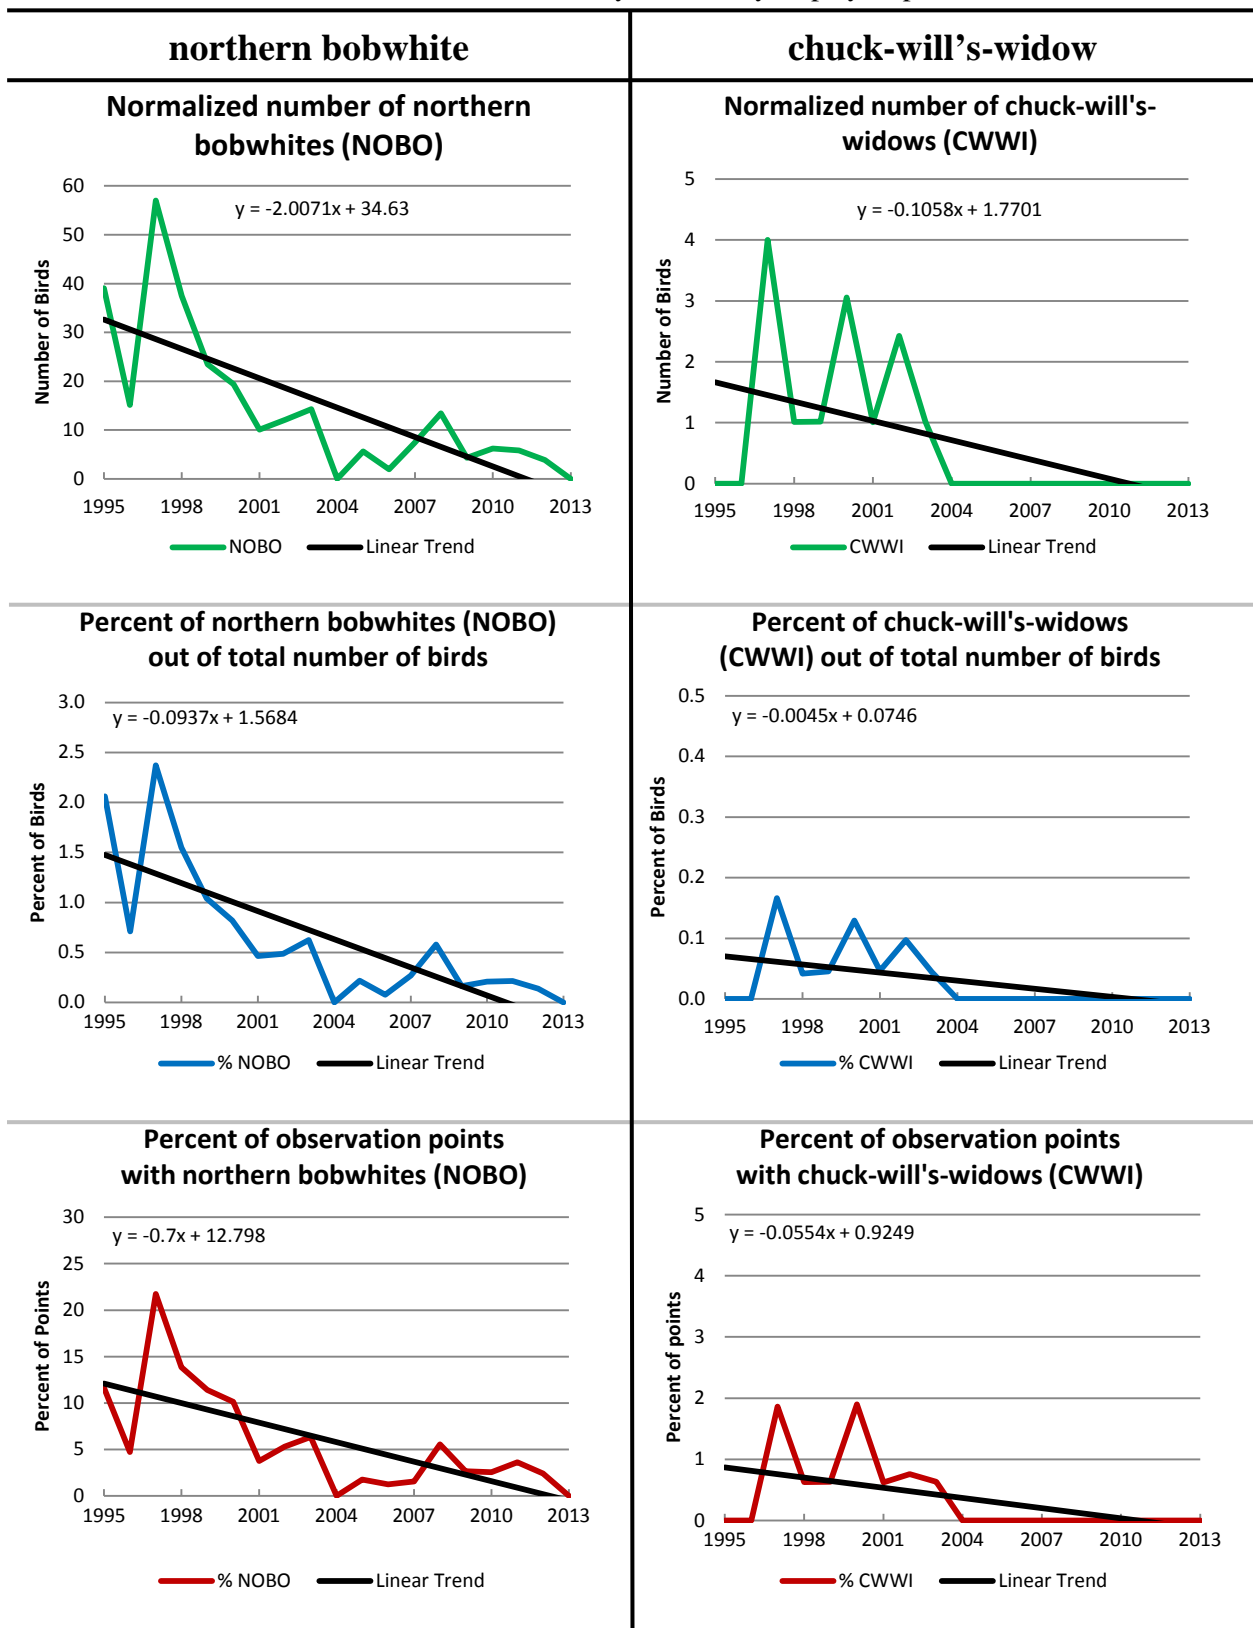 northern bobwhite
chuck-will's-widow
Normalized number of northern
bobwhites (NOBO)
60
50
40
30
20
10
0
Number of Birds
y = -2.0071x + 34.63
1995 1998 2001 2004 2007 2010 2013
NOBO Linear Trend
Normalized number of chuck-will's-
widows (CWWI)
5
4
3
2
1
0
Number of Birds
y = -0.1058x + 1.7701
1995 1998 2001 2004 2007 2010 2013
CWWI Linear Trend
Percent of northern bobwhites (NOBO)
out of total number of birds
3.0
2.5
2.0
1.5
1.0
0.5
0.0
Percent of Birds
y = -0.0937x + 1.5684
1995 1998 2001 2004 2007 2010 2013
% NOBO Linear Trend
Percent of chuck-will's-widows
(CWWI) out of total number of birds
0.5
0.4
0.3
0.2
0.1
0.0
Percent of Birds
y = -0.0045x + 0.0746
1995 1998 2001 2004 2007 2010 2013
% CWWI Linear Trend
Percent of observation points
with northern bobwhites (NOBO)
30
25
20
15
10
5
0
Percent of Points
y = -0.7x + 12.798
1995 1998 2001 2004 2007 2010 2013
% NOBO Linear Trend
Percent of observation points
with chuck-will's-widows (CWWI)
5
4
3
2
1
0
Percent of points
y = -0.0554x + 0.9249
1995 1998 2001 2004 2007 2010 2013
% CWWI Linear Trend